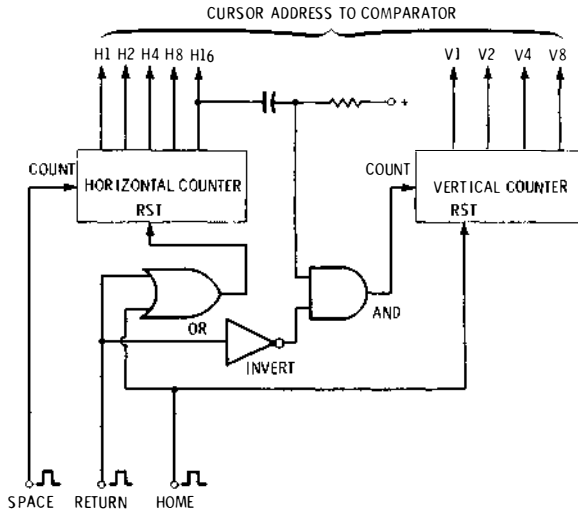 CURSOR ADDRESS TO COMPARATOR
H1 H2 H4 H8 H16
V1 V2 V4 V8
+
COUNT
HORIZONTAL COUNTER
RST
COUNT
VERTICAL COUNTER
RST
OR
AND
INVERT
SPACE RETURN HOME